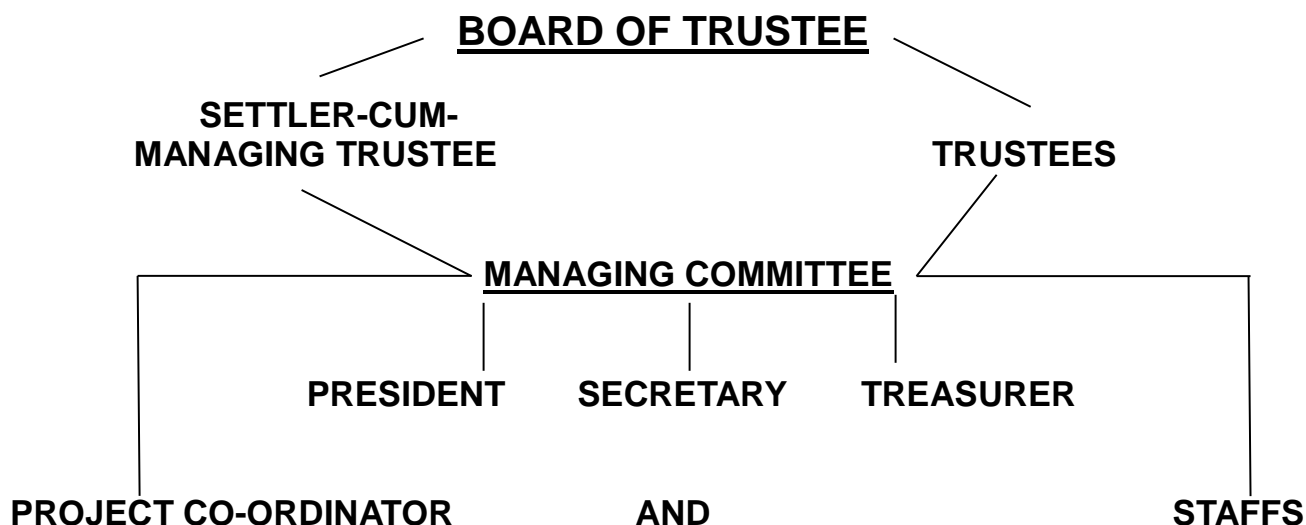 BOARD OF TRUSTEE
SETTLER-CUM-
MANAGING TRUSTEE
TRUSTEES
MANAGING COMMITTEE
PRESIDENT SECRETARY TREASURER
PROJECT CO-ORDINATOR AND STAFFS